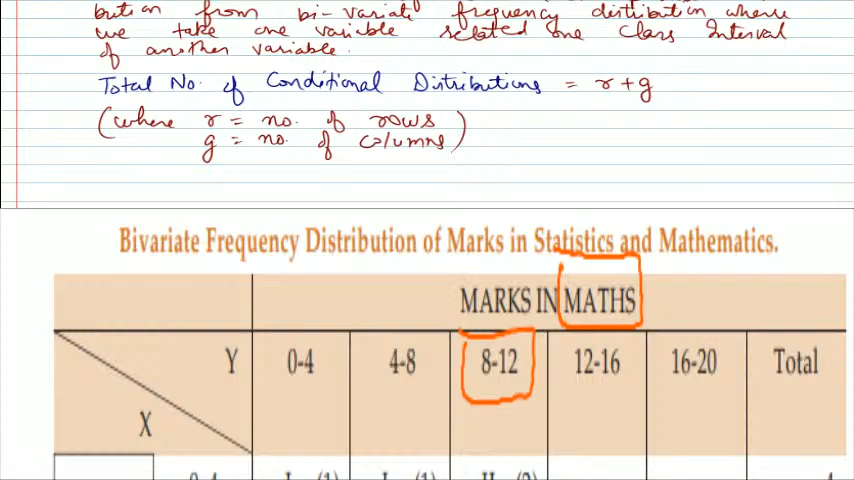 bution from bi-variate frequency distribution where
we take one variable related one Class Interval
of another variable.
Total No. of Conditional Distributions = r+g
(where r = no. of rows
g = no. of columns)
Bivariate Frequency Distribution of Marks in Statistics and Mathematics.
MARKS IN MATHS
Y 0-4 4-8 8-12 12-16 16-20 Total
X